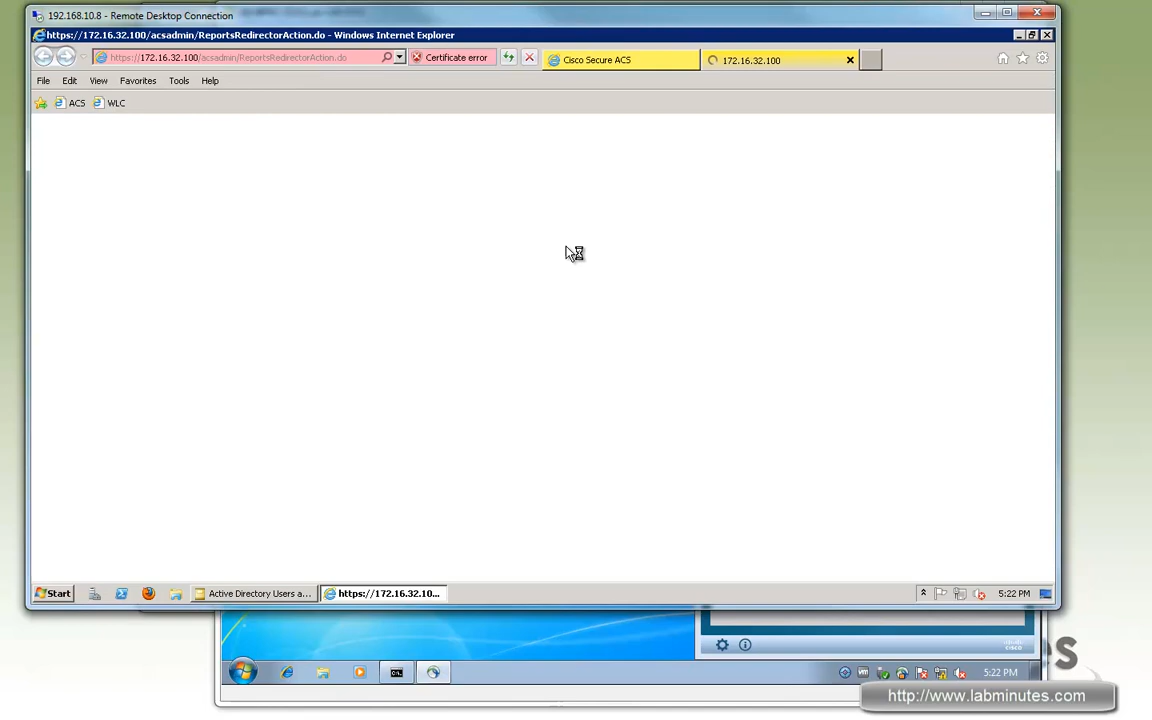 192.168.10.8 - Remote Desktop Connection
https://172.16.32.100/acsadmin/ReportsRedirectorAction.do - Windows Internet Explorer
https://172.16.32.100/acsadmin/ReportsRedirectorAction.do
Certificate error
Cisco Secure ACS
172.16.32.100
File Edit View Favorites Tools Help
ACS WLC
Start
Active Directory Users a...
https://172.16.32.10...
5:22 PM
5:22 PM
http://www.labminutes.com